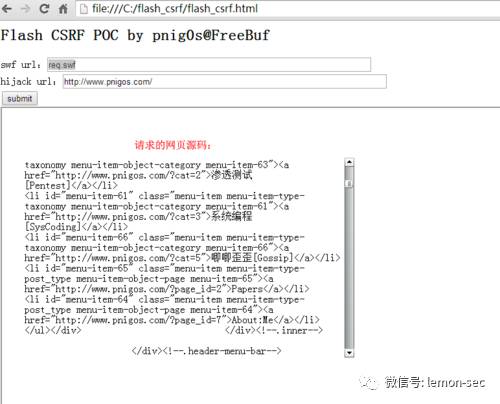 file:///C:/flash_csrf/flash_csrf.html
Flash CSRF POC by pnig0s@FreeBuf
swf url: req.swf
hijack url: http://www.pnigos.com/
submit
请求的网页源码：
taxonomy menu-item-object-category menu-item-63"><a
href="http://www.pnigos.com/?cat=2">渗透测试
[Pentest]</a></li>
<li id="menu-item-61" class="menu-item menu-item-type-
taxonomy menu-item-object-category menu-item-61"><a
href="http://www.pnigos.com/?cat=3">系统编程
[SysCoding]</a></li>
<li id="menu-item-66" class="menu-item menu-item-type-
taxonomy menu-item-object-category menu-item-66"><a
href="http://www.pnigos.com/?cat=5">唧唧歪歪[Gossip]</a></li>
<li id="menu-item-65" class="menu-item menu-item-type-
post_type menu-item-object-page menu-item-65"><a
href="http://www.pnigos.com/?page_id=2">Papers</a></li>
<li id="menu-item-64" class="menu-item menu-item-type-
post_type menu-item-object-page menu-item-64"><a
href="http://www.pnigos.com/?page_id=7">About:Me</a></li>
</ul></div> </div><!--.inner-->
</div><!--.header-menu-bar-->
微信号: lemon-sec